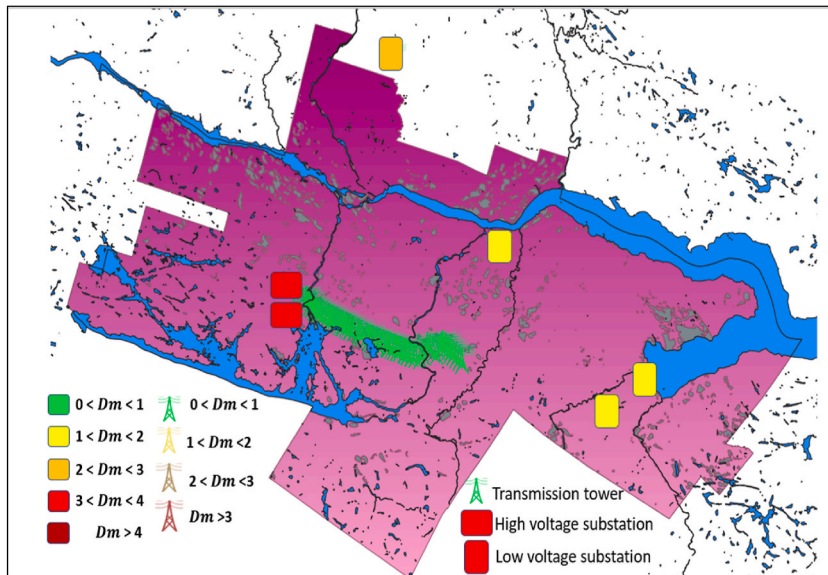 0 < Dm < 1
0 < Dm < 1
1 < Dm < 2
1 < Dm <2
2 < Dm < 3
2 < Dm <3
3 < Dm < 4
Dm >3
Dm > 4
Transmission tower
High voltage substation
Low voltage substation